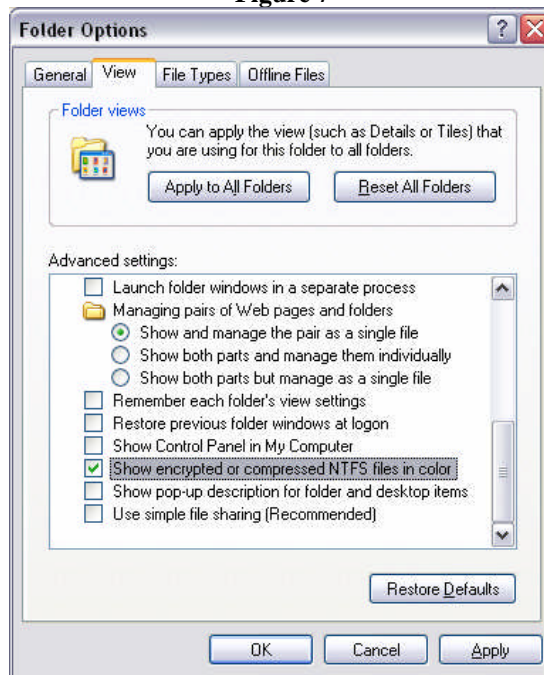 Folder Options
General View File Types Offline Files
Folder views
You can apply the view (such as Details or Tiles) that
you are using for this folder to all folders.
Apply to All Folders Reset All Folders
Advanced settings:
Launch folder windows in a separate process
Managing pairs of Web pages and folders
Show and manage the pair as a single file
Show both parts and manage them individually
Show both parts but manage as a single file
Remember each folder's view settings
Restore previous folder windows at logon
Show Control Panel in My Computer
Show encrypted or compressed NTFS files in color
Show pop-up description for folder and desktop items
Use simple file sharing (Recommended)
Restore Defaults
OK Cancel Apply